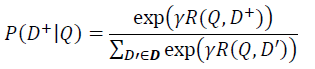 P(D⁺|Q) = exp(γR(Q, D⁺)) / ∑_{D′∈𝑫} exp(γR(Q, D′))